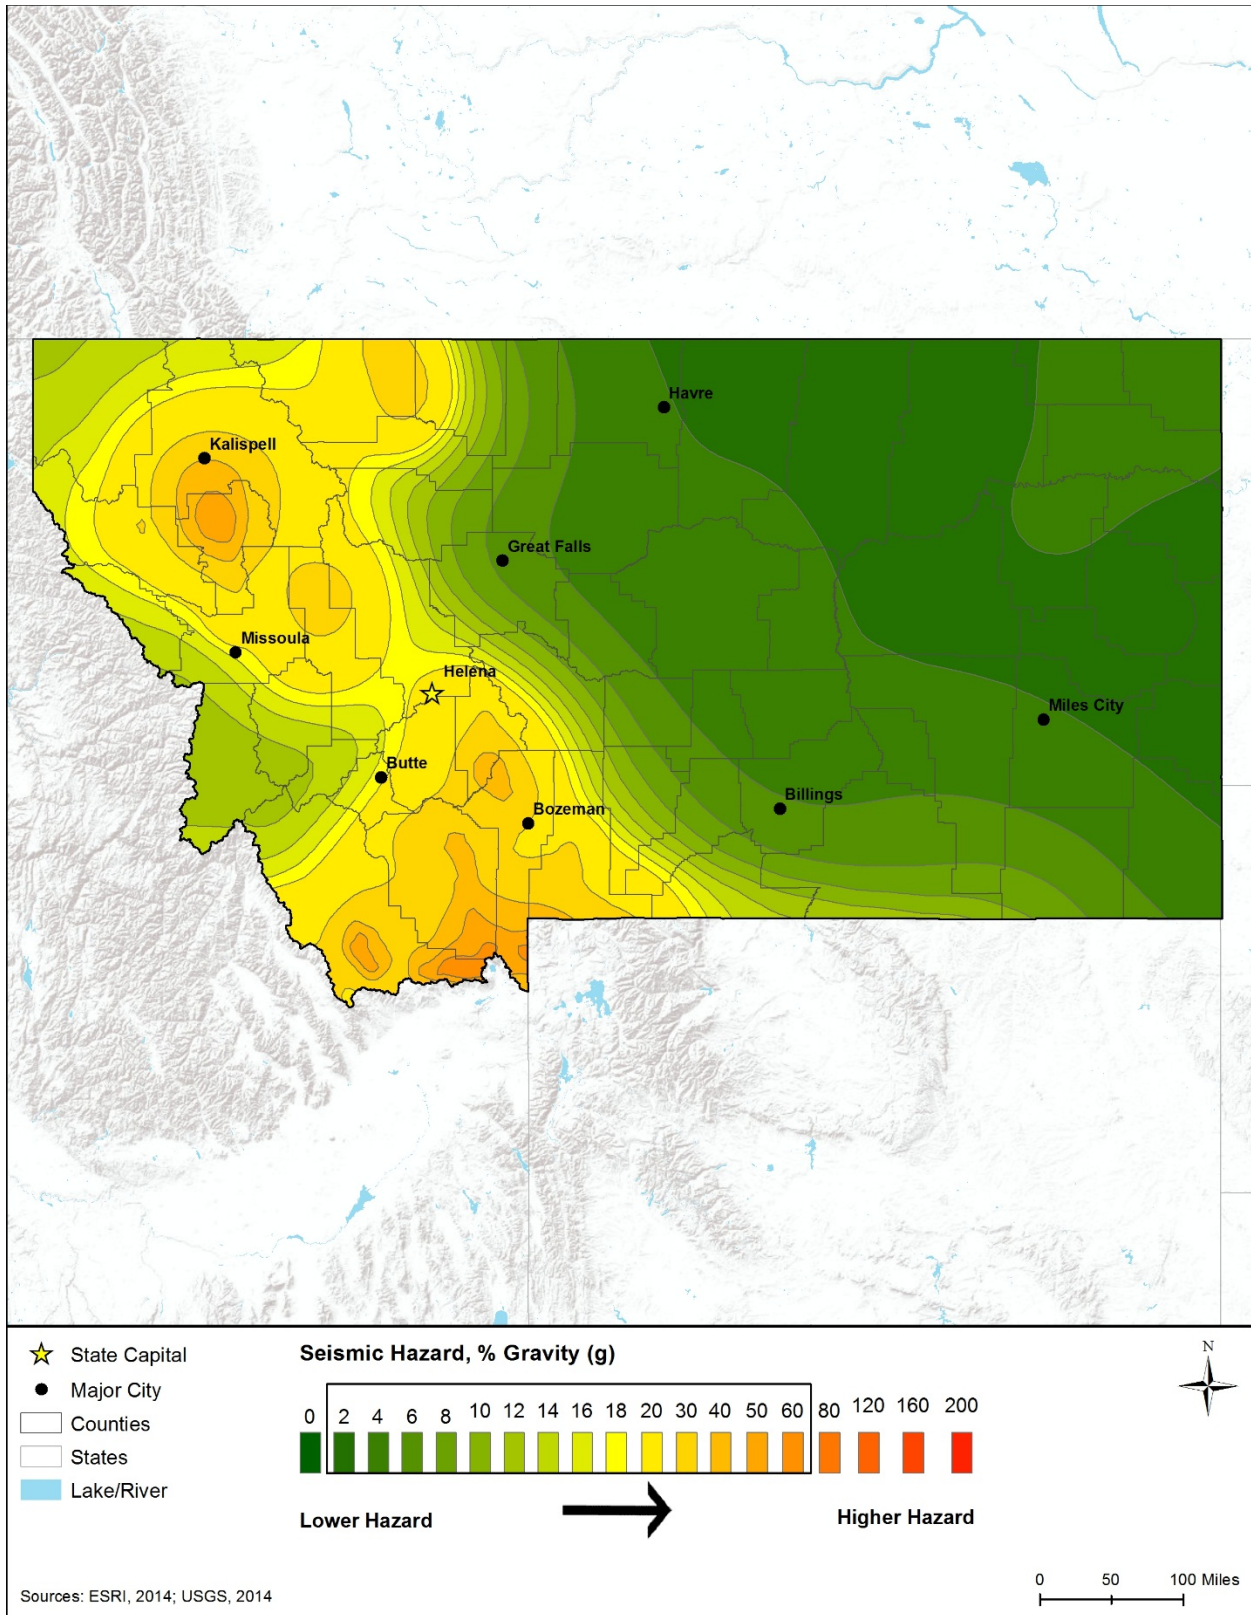 Havre
Kalispell
Great Falls
Missoula
Helena
Miles City
Butte
Billings
Bozeman
State Capital
Major City
Counties
States
Lake/River
Seismic Hazard, % Gravity (g)
0 2 4 6 8 10 12 14 16 18 20 30 40 50 60 80 120 160 200
Lower Hazard
Higher Hazard
N
Sources: ESRI, 2014; USGS, 2014
0 50 100 Miles